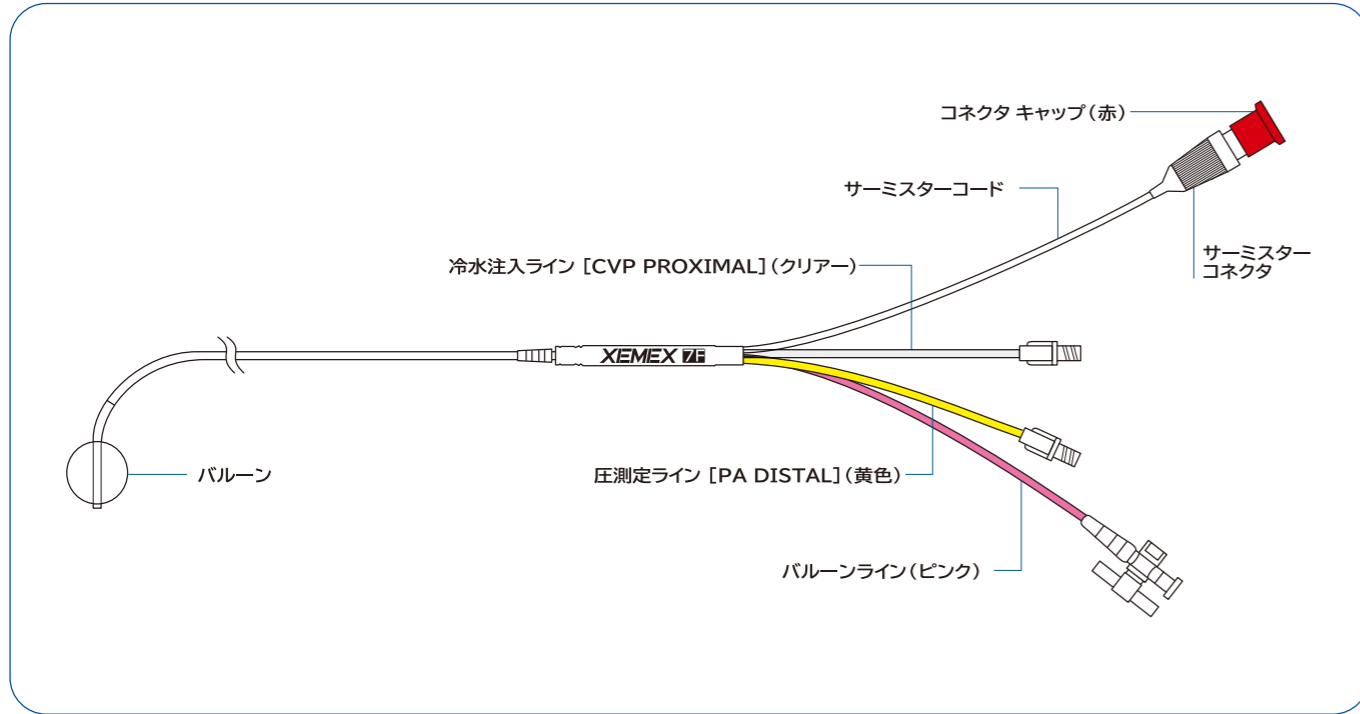 コネクタ キャップ（赤）
サーミスターコード
サーミスター
コネクタ
冷水注入ライン［CVP PROXIMAL］（クリアー）
XEMEX 7F
バルーン
圧測定ライン［PA DISTAL］（黄色）
バルーンライン（ピンク）